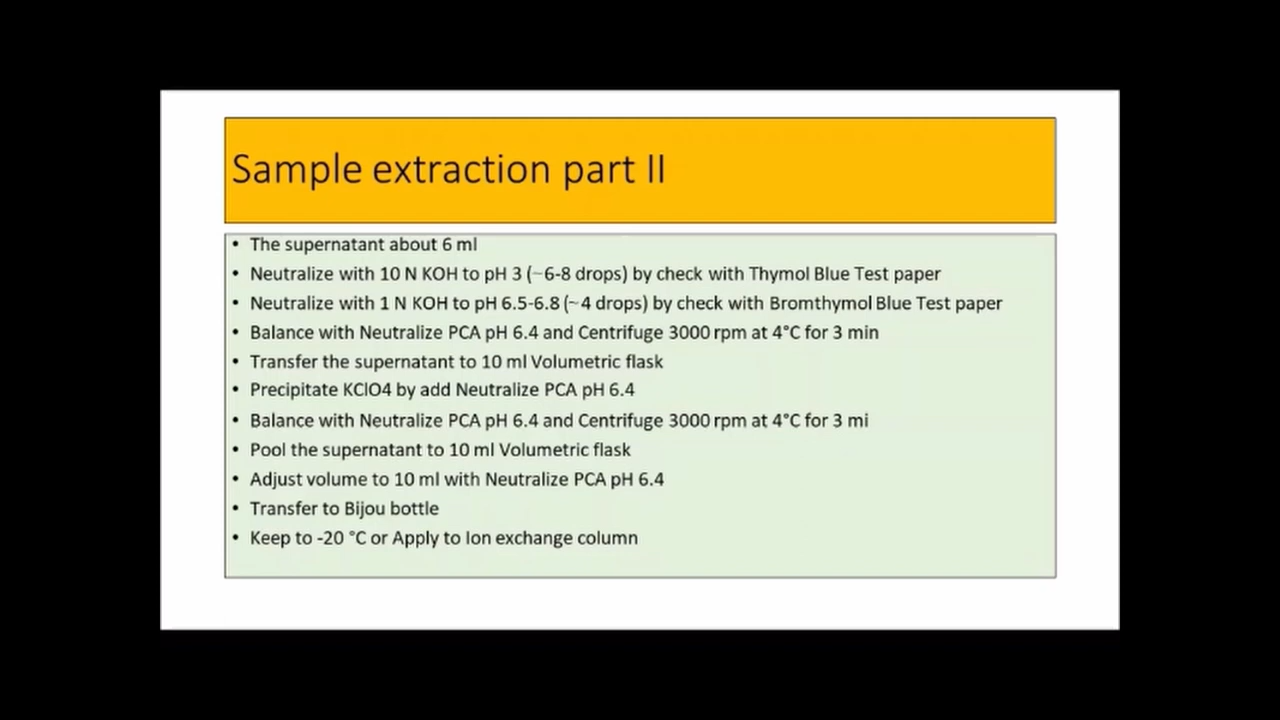 Sample extraction part II
• The supernatant about 6 ml
• Neutralize with 10 N KOH to pH 3 (~6-8 drops) by check with Thymol Blue Test paper
• Neutralize with 1 N KOH to pH 6.5-6.8 (~4 drops) by check with Bromthymol Blue Test paper
• Balance with Neutralize PCA pH 6.4 and Centrifuge 3000 rpm at 4°C for 3 min
• Transfer the supernatant to 10 ml Volumetric flask
• Precipitate KClO4 by add Neutralize PCA pH 6.4
• Balance with Neutralize PCA pH 6.4 and Centrifuge 3000 rpm at 4°C for 3 mi
• Pool the supernatant to 10 ml Volumetric flask
• Adjust volume to 10 ml with Neutralize PCA pH 6.4
• Transfer to Bijou bottle
• Keep to -20 °C or Apply to Ion exchange column